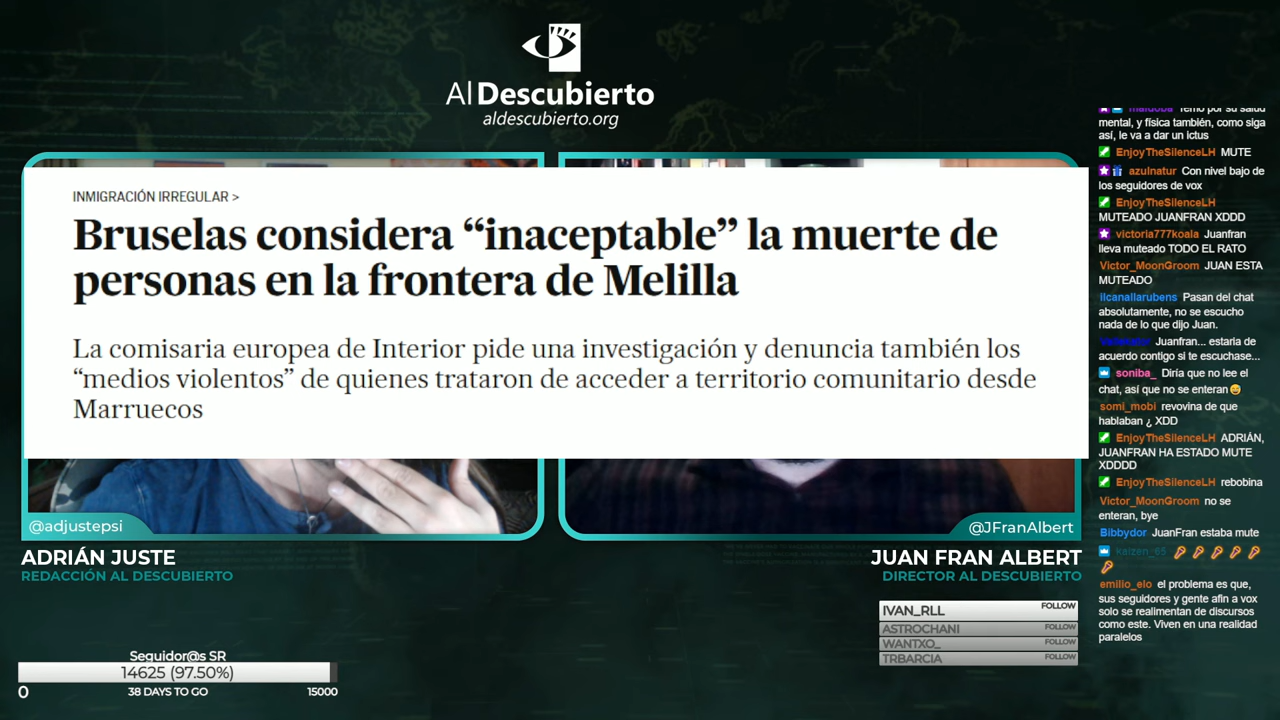 Al Descubierto
aldescubierto.org
INMIGRACIÓN IRREGULAR >
Bruselas considera “inaceptable” la muerte de
personas en la frontera de Melilla
La comisaria europea de Interior pide una investigación y denuncia también los
“medios violentos” de quienes trataron de acceder a territorio comunitario desde
Marruecos
@adjustepsi
@JFranAlbert
ADRIÁN JUSTE
REDACCIÓN AL DESCUBIERTO
JUAN FRAN ALBERT
DIRECTOR AL DESCUBIERTO
IVAN_RLL FOLLOW
ASTROCHANI FOLLOW
WANTXO_ FOLLOW
TRBARCIA FOLLOW
Seguidor@s SR
14625 (97.50%)
0 38 DAYS TO GO 15000
Temo por su salud
mental, y física también, como siga
así, le va a dar un ictus
EnjoyTheSilenceLH MUTE
azulnatur Con nivel bajo de
los seguidores de vox
EnjoyTheSilenceLH
MUTEADO JUANFRAN XDDD
victoria777koala Juanfran
lleva muteado TODO EL RATO
Victor_MoonGroom JUAN ESTA
MUTEADO
ilcanallarubens Pasan del chat
absolutamente, no se escucho
nada de lo que dijo Juan.
Juanfran... estaria de
acuerdo contigo si te escuchase...
soniba_ Diría que no lee el
chat, así que no se enteran
somi_mobi revovina de que
hablaban ¿ XDD
EnjoyTheSilenceLH ADRIÁN,
JUANFRAN HA ESTADO MUTE
XDDDD
EnjoyTheSilenceLH rebobina
Victor_MoonGroom no se
enteran, bye
Bibbydor JuanFran estaba mute
kaizen_65
emilio_elo el problema es que,
sus seguidores y gente afin a vox
solo se realimentan de discursos
como este. Viven en una realidad
paralelos